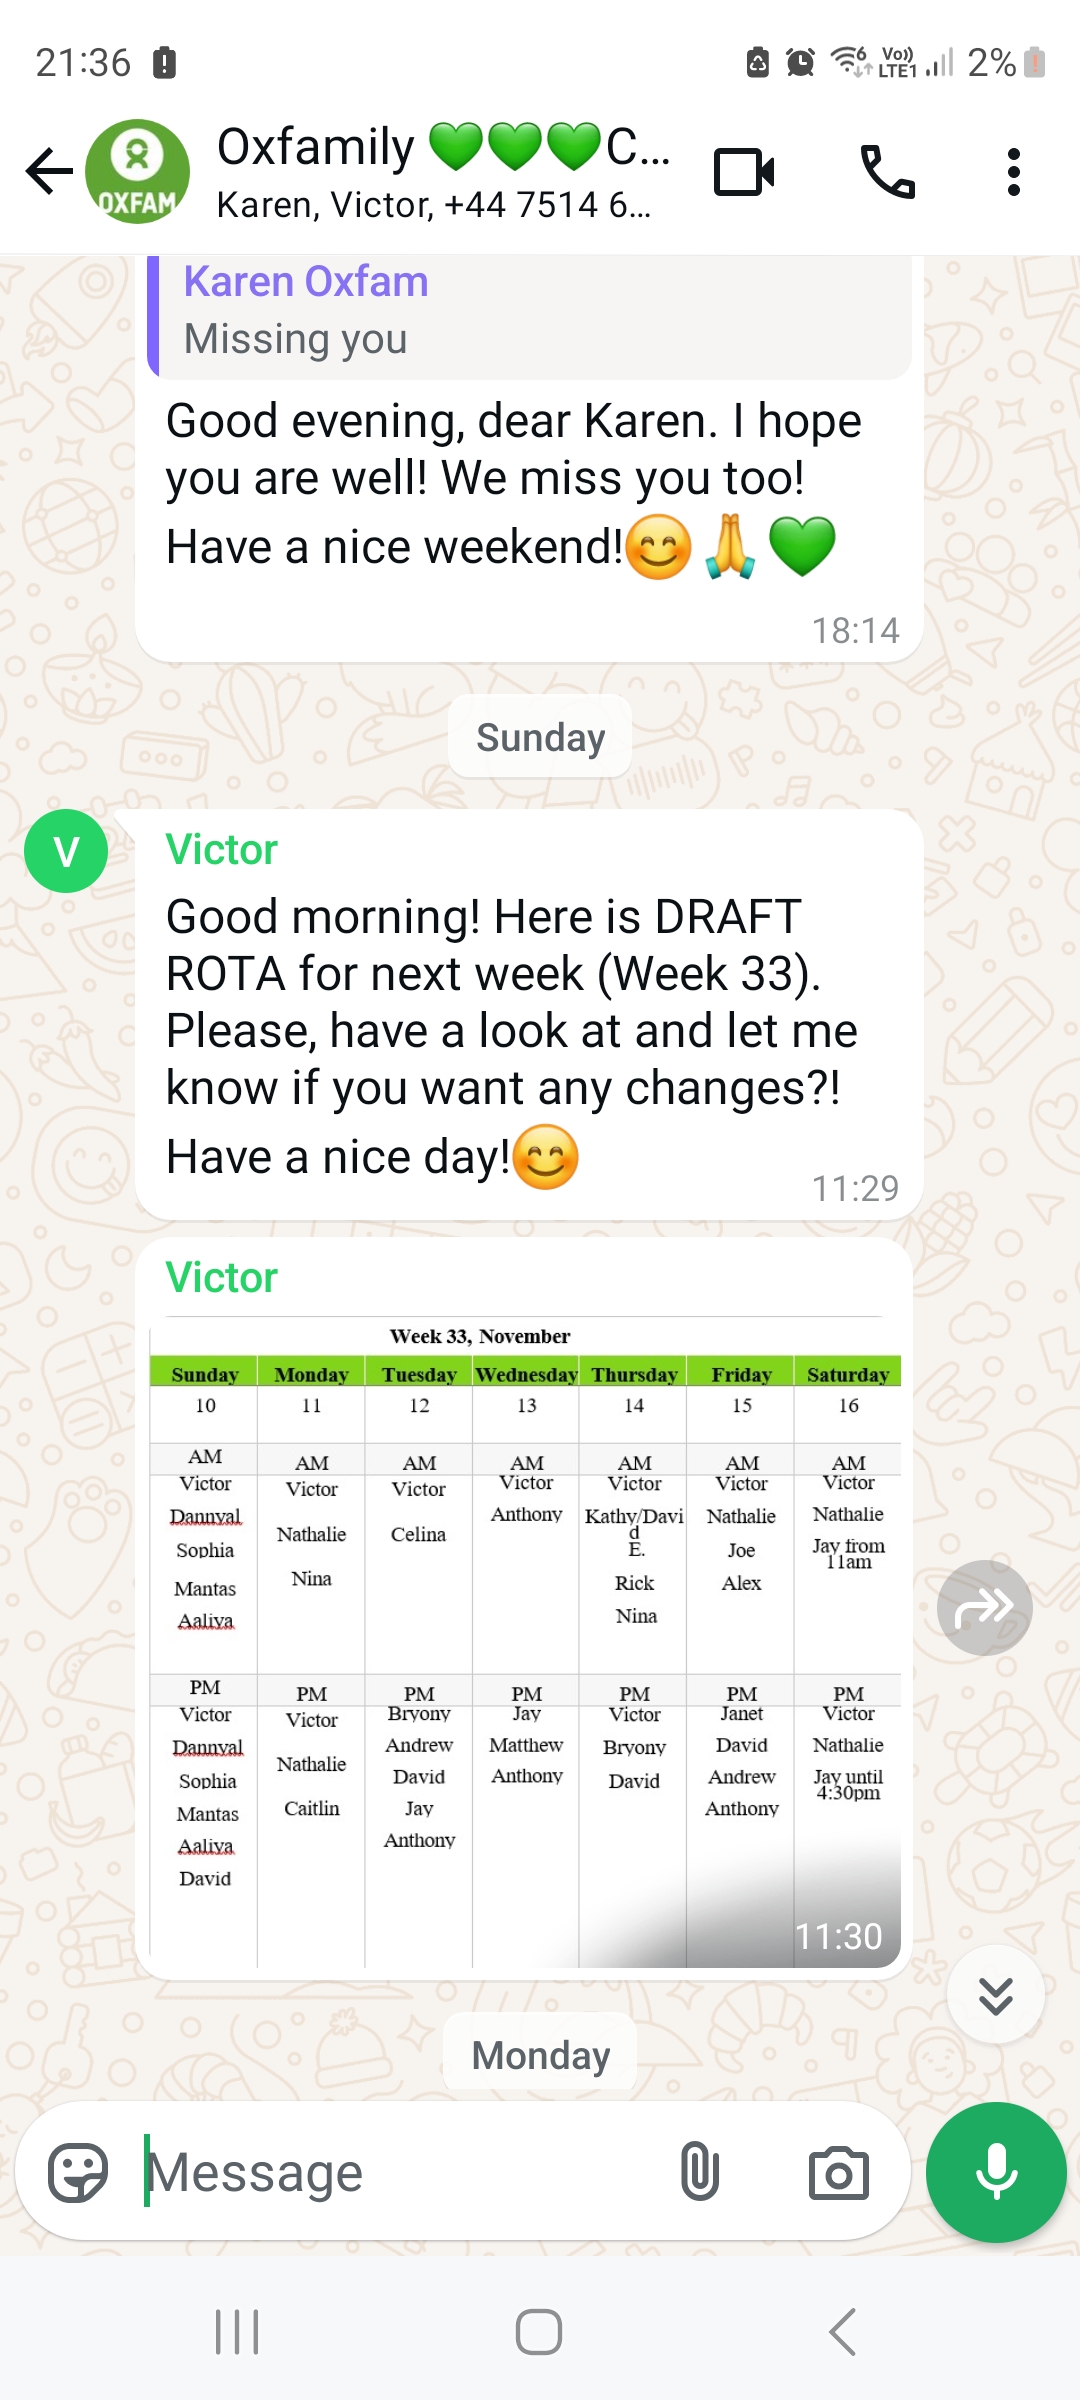 21:36
Vo))
LTE1
2%
OXFAM
Oxfamily 💚💚💚C...
Karen, Victor, +44 7514 6...
Karen Oxfam
Missing you
Good evening, dear Karen. I hope
you are well! We miss you too!
Have a nice weekend!😊🙏💚
18:14
Sunday
V
Victor
Good morning! Here is DRAFT
ROTA for next week (Week 33).
Please, have a look at and let me
know if you want any changes?!
Have a nice day!😊
11:29
Victor
Week 33, November
Sunday Monday Tuesday Wednesday Thursday Friday Saturday
10 11 12 13 14 15 16
AM AM AM AM AM AM AM
Victor Victor Victor Victor Victor Victor Victor
Dannyal Nathalie Celina Anthony Kathy/Davi Nathalie Nathalie
d
Sophia Nina E. Joe Jay from
11am
Mantas Rick Alex
Aaliya Nina
PM PM PM PM PM PM PM
Victor Victor Bryony Jay Victor Janet Victor
Dannyal Nathalie Andrew Matthew Bryony David Nathalie
Sophia Caitlin David Anthony David Andrew Jay until
4:30pm
Mantas Jay Anthony
Aaliya Anthony
David
11:30
Monday
Message